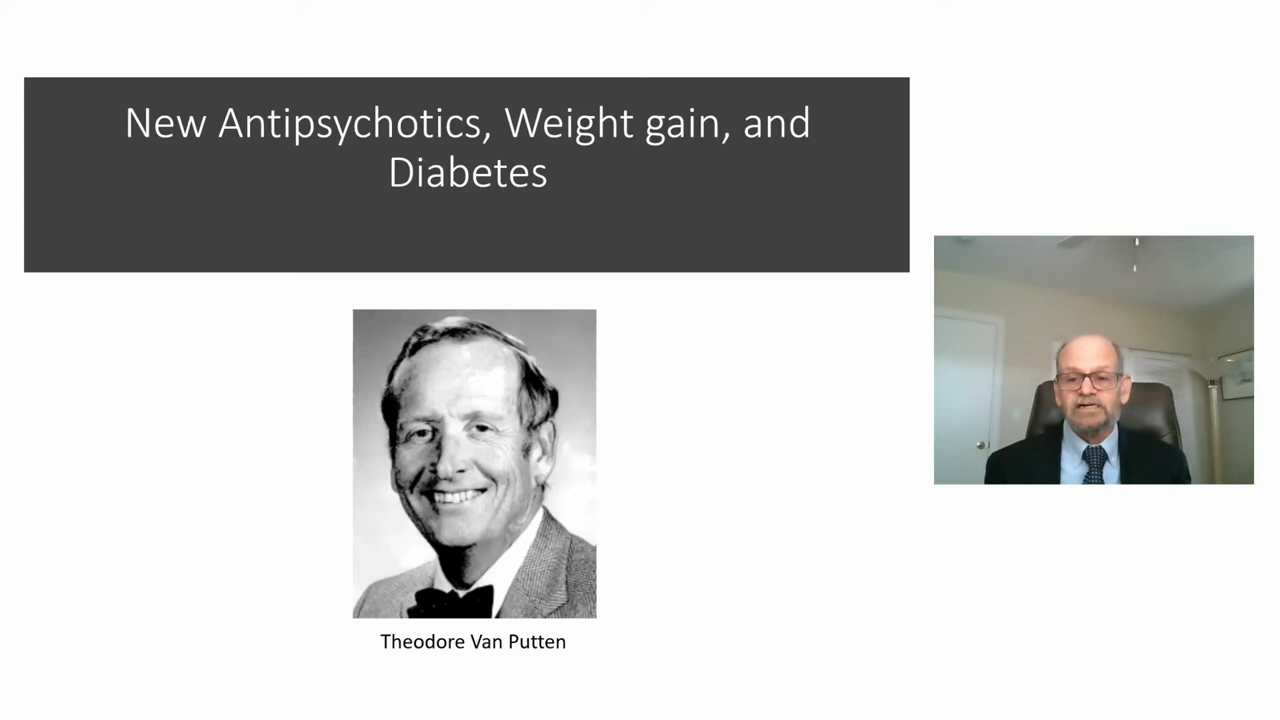 New Antipsychotics, Weight gain, and
Diabetes
Theodore Van Putten